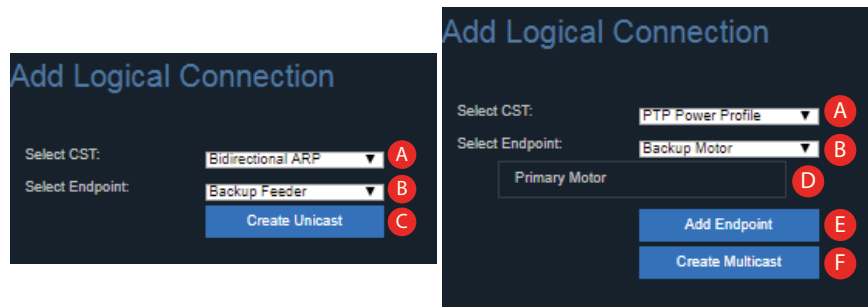 Add Logical Connection
Select CST:
Bidirectional ARP
A
Select Endpoint:
Backup Feeder
B
Create Unicast
C
Add Logical Connection
Select CST:
PTP Power Profile
A
Select Endpoint:
Backup Motor
B
Primary Motor
D
Add Endpoint
E
Create Multicast
F